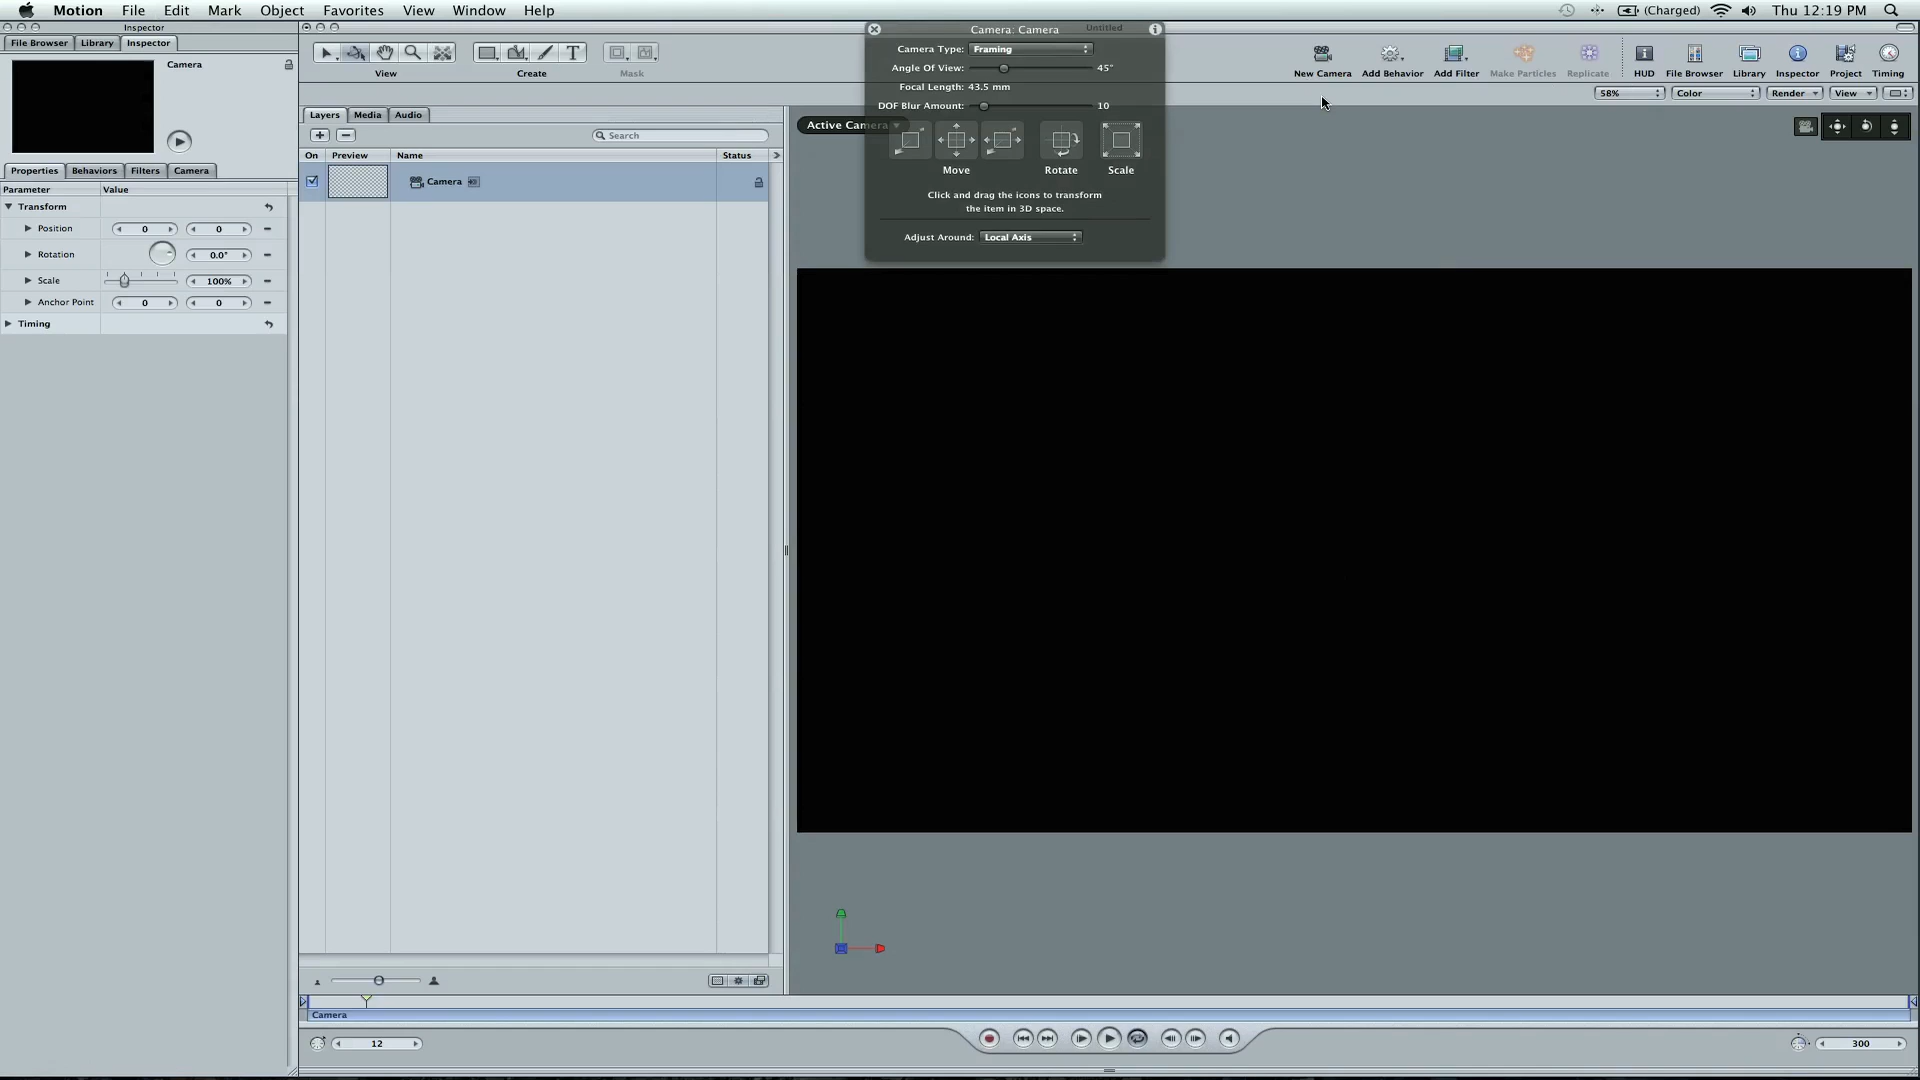 Motion File Edit Mark Object Favorites View Window Help (Charged) Thu 12:19 PM
Inspector
File Browser Library Inspector
Camera
Properties Behaviors Filters Camera
Parameter Value
Transform
Position 0 0
Rotation 0.0°
Scale 100%
Anchor Point 0 0
Timing
Untitled
View Create Mask
New Camera Add Behavior Add Filter Make Particles Replicate HUD File Browser Library Inspector Project Timing
58% Color Render View
Layers Media Audio
Search
On Preview Name Status
Camera
Camera: Camera
Camera Type: Framing
Angle Of View: 45°
Focal Length: 43.5 mm
DOF Blur Amount: 10
Active Camera
Move Rotate Scale
Click and drag the icons to transform
the item in 3D space.
Adjust Around: Local Axis
Camera
12 300